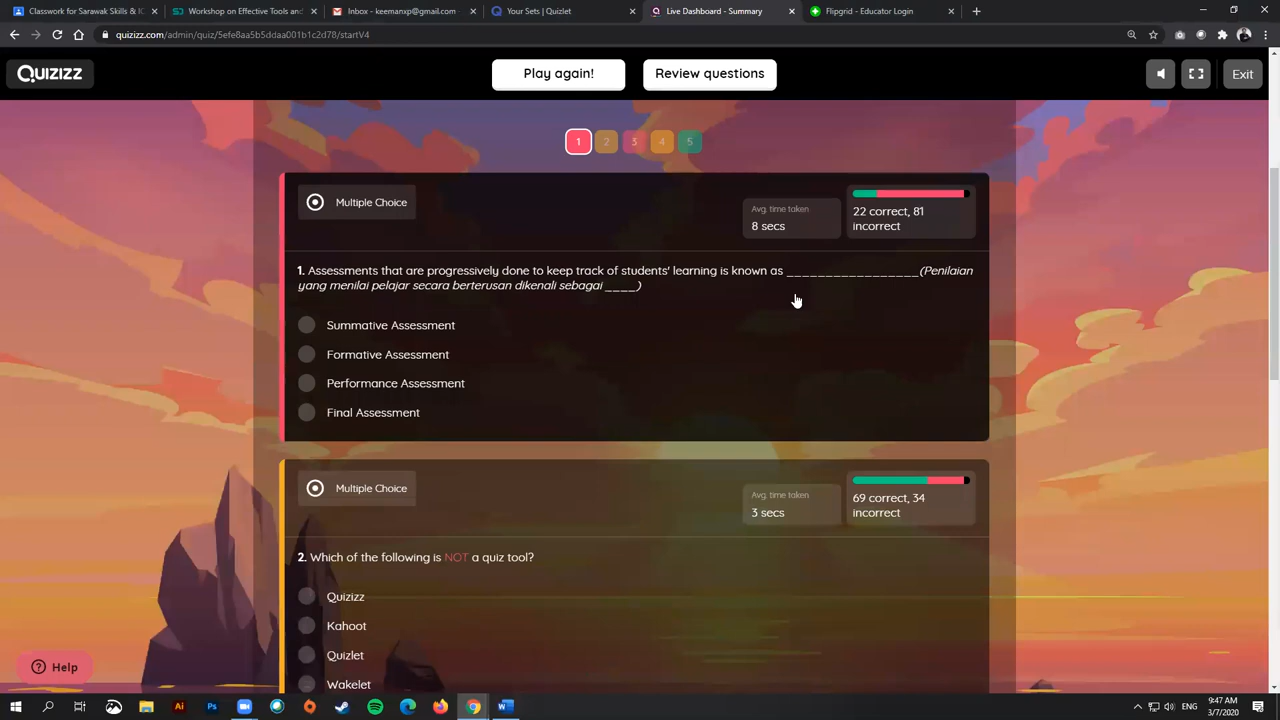 Classwork for Sarawak Skills & IC
Workshop on Effective Tools and
Inbox - keemanxp@gmail.com
Your Sets | Quizlet
Live Dashboard - Summary
Flipgrid - Educator Login
quizizz.com/admin/quiz/5efe8aa5b5ddaa001b1c2d78/startV4
Quizizz
Play again!
Review questions
Exit
1 2 3 4 5
Multiple Choice
Avg. time taken
8 secs
22 correct, 81
incorrect
1. Assessments that are progressively done to keep track of students' learning is known as _________________(Penilaian
yang menilai pelajar secara berterusan dikenali sebagai ____)
Summative Assessment
Formative Assessment
Performance Assessment
Final Assessment
Multiple Choice
Avg. time taken
3 secs
69 correct, 34
incorrect
2. Which of the following is NOT a quiz tool?
Quizizz
Kahoot
Quizlet
Wakelet
? Help
Ai
Ps
ENG
9:47 AM
3/7/2020